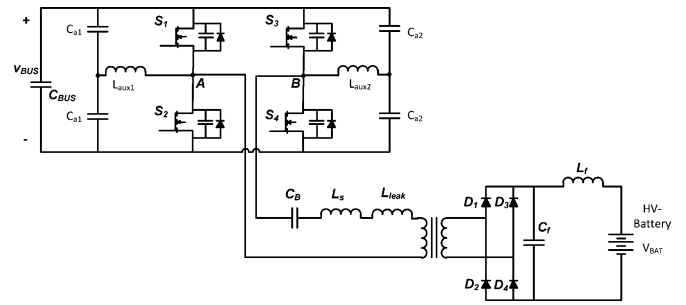 +
S1
S3
Ca1
Ca2
vBUS
CBUS
Laux1
A
B
Laux2
Ca1
S2
S4
Ca2
-
CB
Ls
Lleak
D1
D3
Lf
Cf
HV-
Battery
VBAT
D2
D4